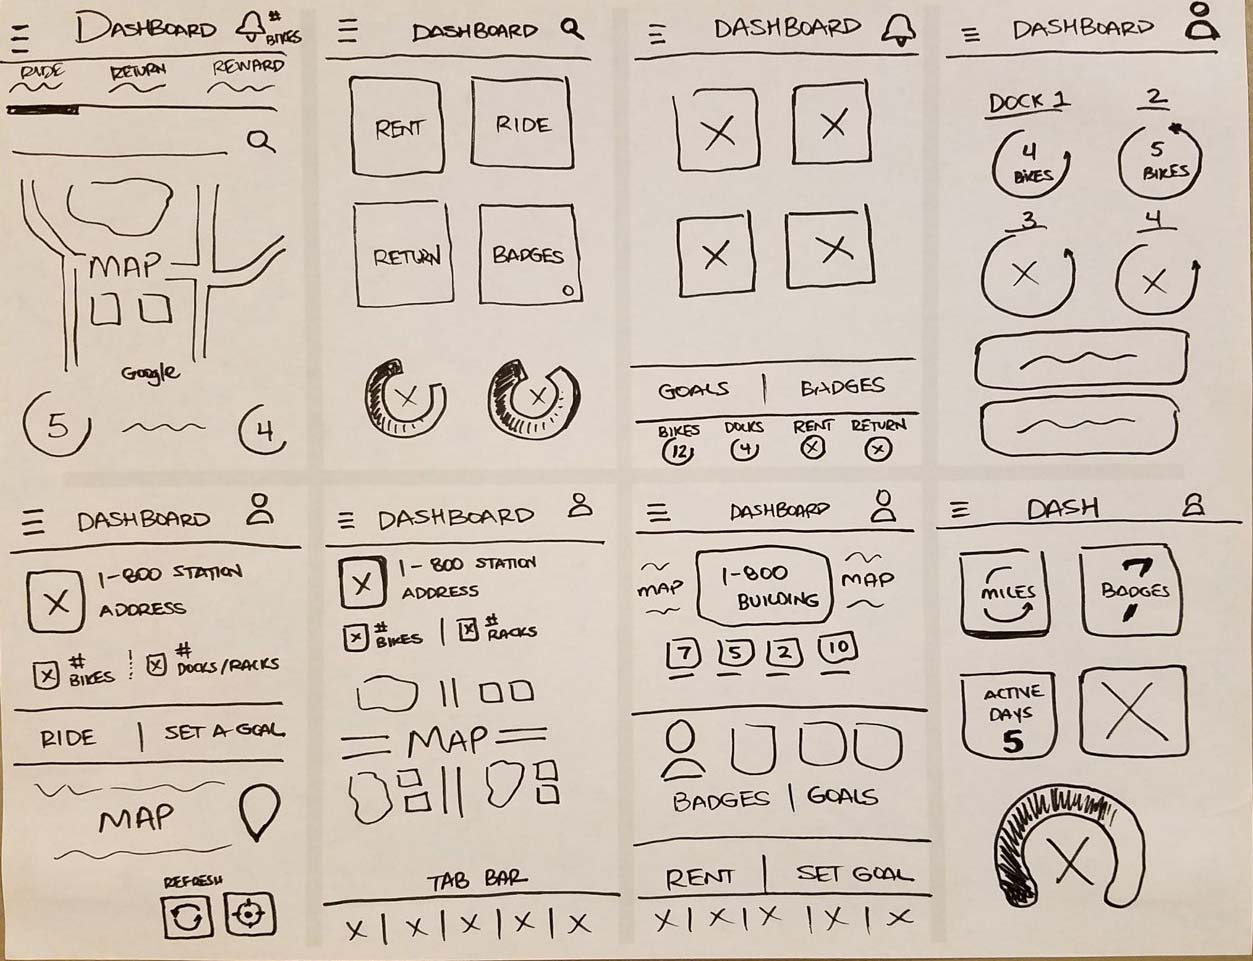 DASHBOARD
#
BIKES
RIDE RETURN REWARD
MAP
Google
5 4
DASHBOARD
RENT RIDE
RETURN BADGES
X X
DASHBOARD
X X
X X
GOALS | BADGES
BIKES DOCKS RENT RETURN
12 4 X X
DASHBOARD
DOCK 1 2
4 BIKES 5 BIKES
3 4
X X
DASHBOARD
X 1-800 STATION
ADDRESS
X # BIKES X # DOCKS/RACKS
RIDE | SET A GOAL
MAP
REFRESH
DASHBOARD
X 1-800 STATION
ADDRESS
X # BIKES | X # RACKS
MAP
TAB BAR
X | X | X | X | X
DASHBOARD
MAP 1-800 BUILDING MAP
7 5 2 10
BADGES | GOALS
RENT | SET GOAL
X | X | X | X | X
DASH
MILES 7 BADGES
ACTIVE
DAYS
5 X
X